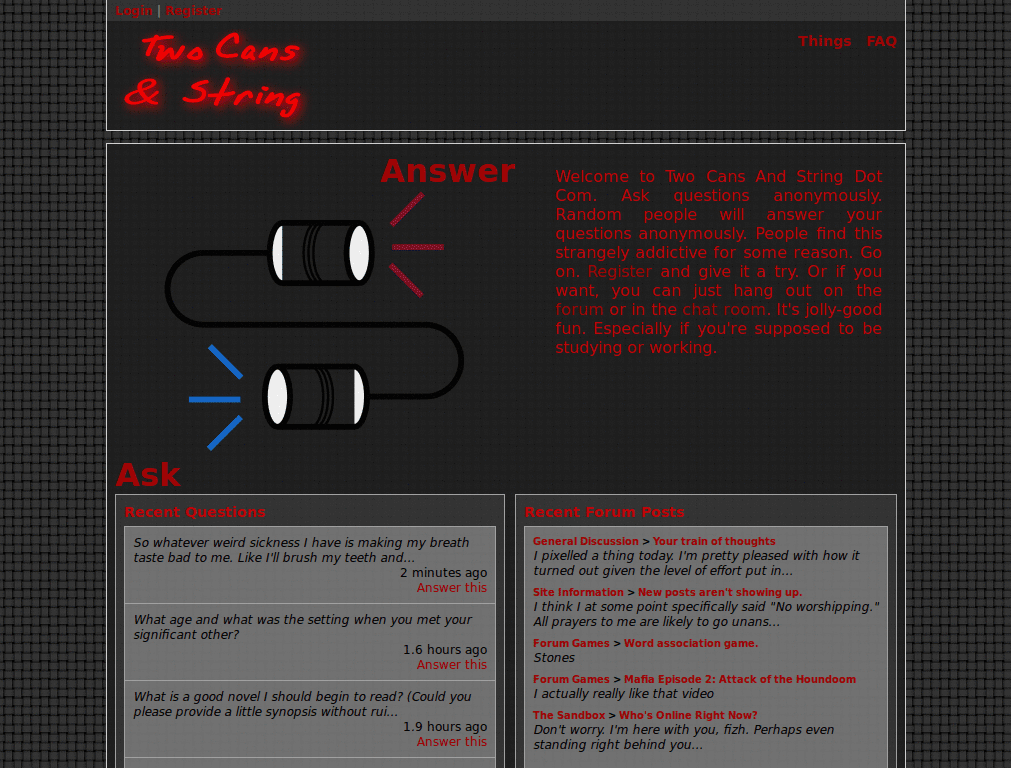 Login | Register
Two Cans
& String
Things FAQ
Answer
Welcome to Two Cans And String Dot
Com. Ask questions anonymously.
Random people will answer your
questions anonymously. People find this
strangely addictive for some reason. Go
on. Register and give it a try. Or if you
want, you can just hang out on the
forum or in the chat room. It's jolly-good
fun. Especially if you're supposed to be
studying or working.
Ask
Recent Questions
So whatever weird sickness I have is making my breath
taste bad to me. Like I'll brush my teeth and...
2 minutes ago
Answer this
What age and what was the setting when you met your
significant other?
1.6 hours ago
Answer this
What is a good novel I should begin to read? (Could you
please provide a little synopsis without rui...
1.9 hours ago
Answer this
Recent Forum Posts
General Discussion > Your train of thoughts
I pixelled a thing today. I'm pretty pleased with how it
turned out given the level of effort put in...
Site Information > New posts aren't showing up.
I think I at some point specifically said "No worshipping."
All prayers to me are likely to go unans...
Forum Games > Word association game.
Stones
Forum Games > Mafia Episode 2: Attack of the Houndoom
I actually really like that video
The Sandbox > Who's Online Right Now?
Don't worry. I'm here with you, fizh. Perhaps even
standing right behind you...